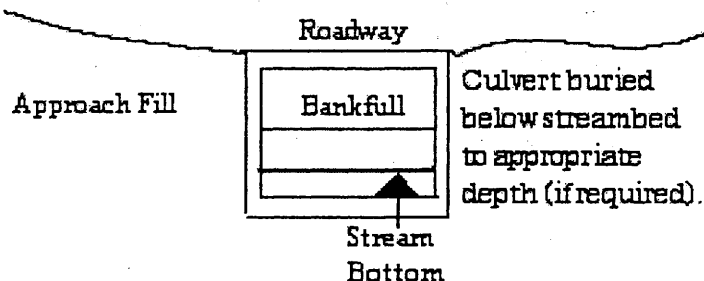 Roadway
Approach Fill
Bankfull
Culvert buried
below streambed
to appropriate
depth (if required).
Stream
Bottom